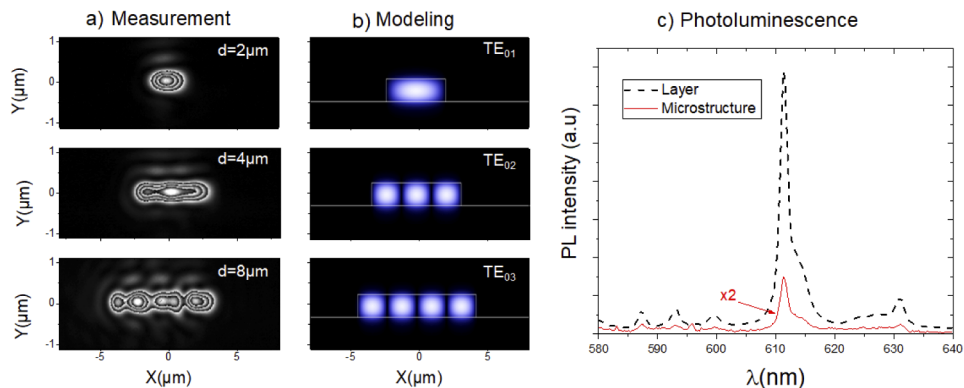 a) Measurement
b) Modeling
c) Photoluminescence
1
0
-1
Y(μm)
d=2μm
1
0
-1
Y(μm)
d=4μm
1
0
-1
Y(μm)
d=8μm
-5 0 5
X(μm)
TE01
TE02
TE03
-5 0 5
X(μm)
PL intensity (a.u)
Layer
Microstructure
x2
580 590 600 610 620 630 640
λ(nm)